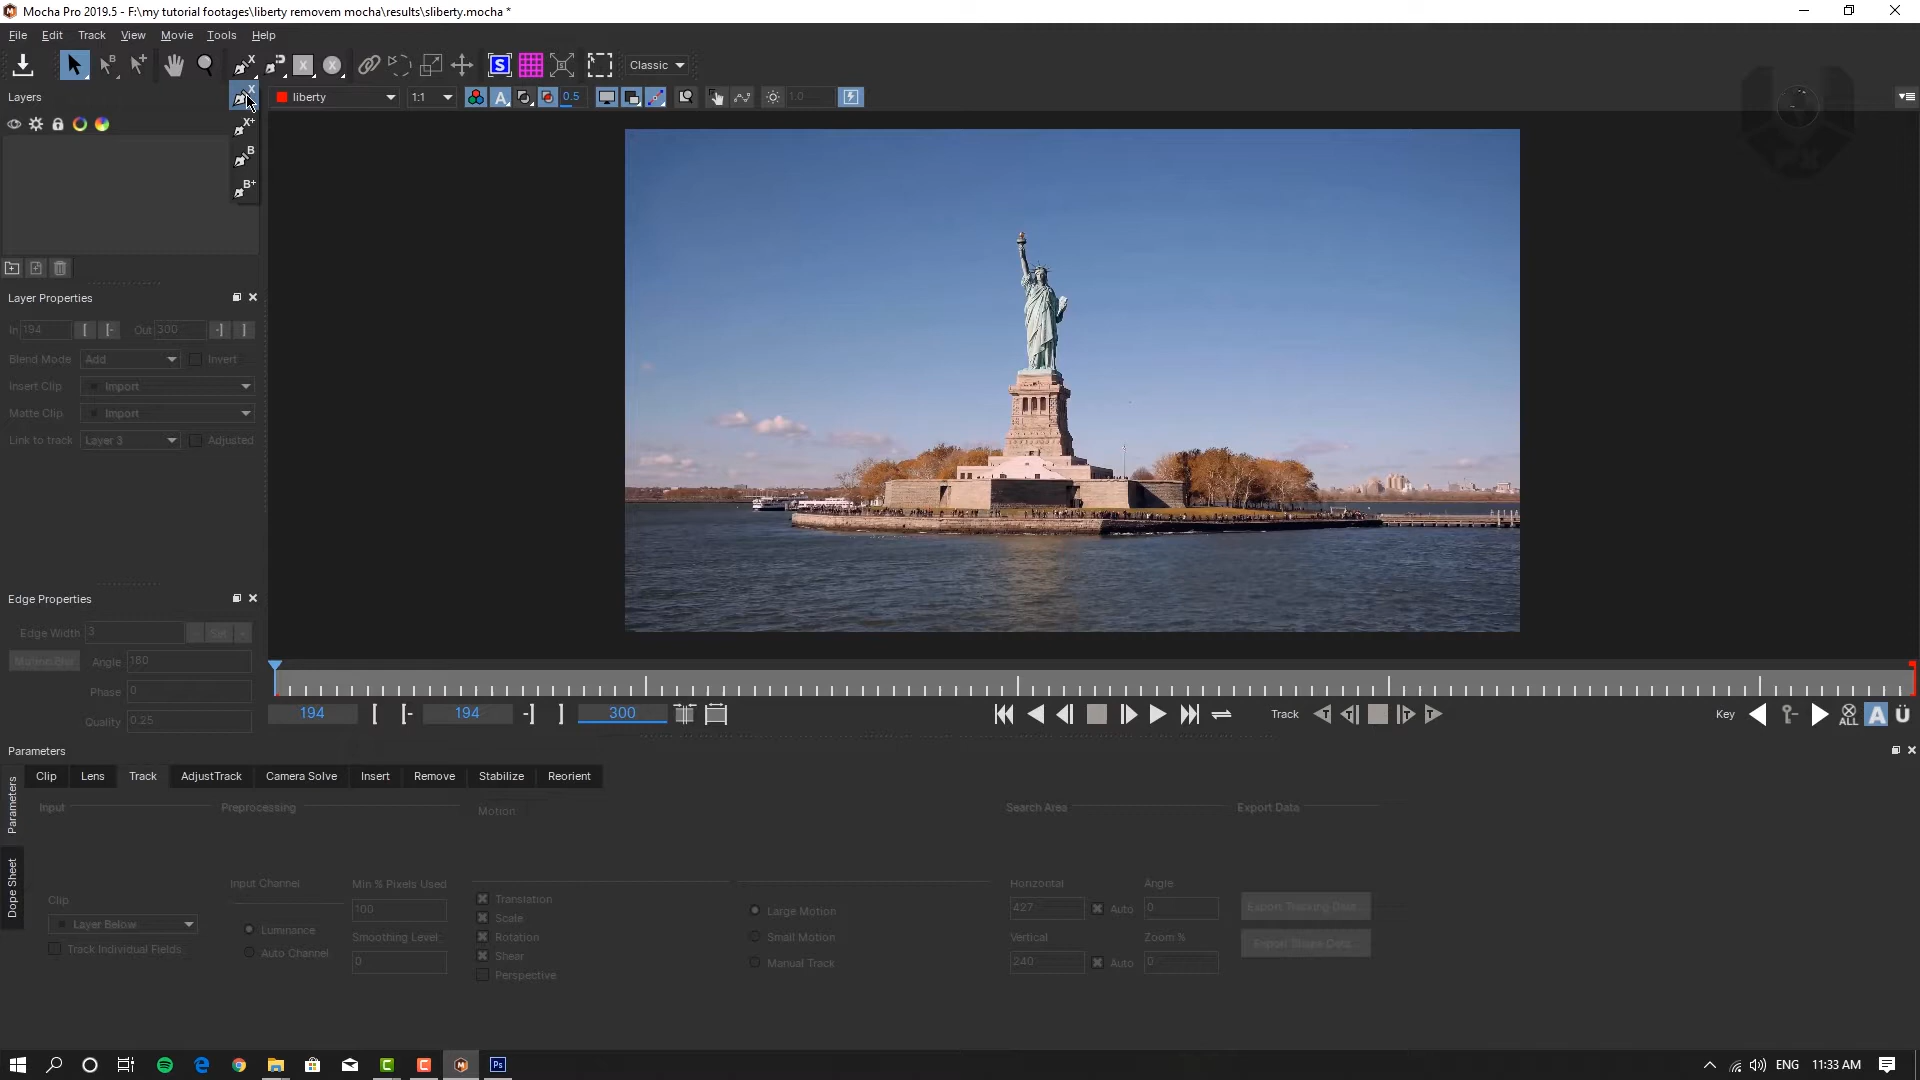 Mocha Pro 2019.5 - F:\my tutorial footages\liberty removem mocha\results\sliberty.mocha *
File Edit Track View Movie Tools Help
Classic
Layers
liberty 1:1 0.5 1.0
X
X+
B
B+
Layer Properties
In 194 Out 300
Blend Mode Add Invert
Insert Clip Import
Matte Clip Import
Link to track Layer 3 Adjusted
Edge Properties
Edge Width 3 Set
Motion Blur Angle 180
Phase 0
Quality 0.25
194 194 300 Track Key ALL A Ü
Parameters
Clip Lens Track AdjustTrack Camera Solve Insert Remove Stabilize Reorient
Parameters
Dope Sheet
Input Preprocessing Motion Search Area Export Data
Input Channel Min % Pixels Used Horizontal Angle
Clip 100 Translation Large Motion 427 Auto 0 Export Tracking Data...
Layer Below Luminance Scale
Smoothing Level Rotation Small Motion Vertical Zoom %
Track Individual Fields Auto Channel 0 Shear Manual Track 240 Auto 0 Export Shape Data...
Perspective
ENG 11:33 AM